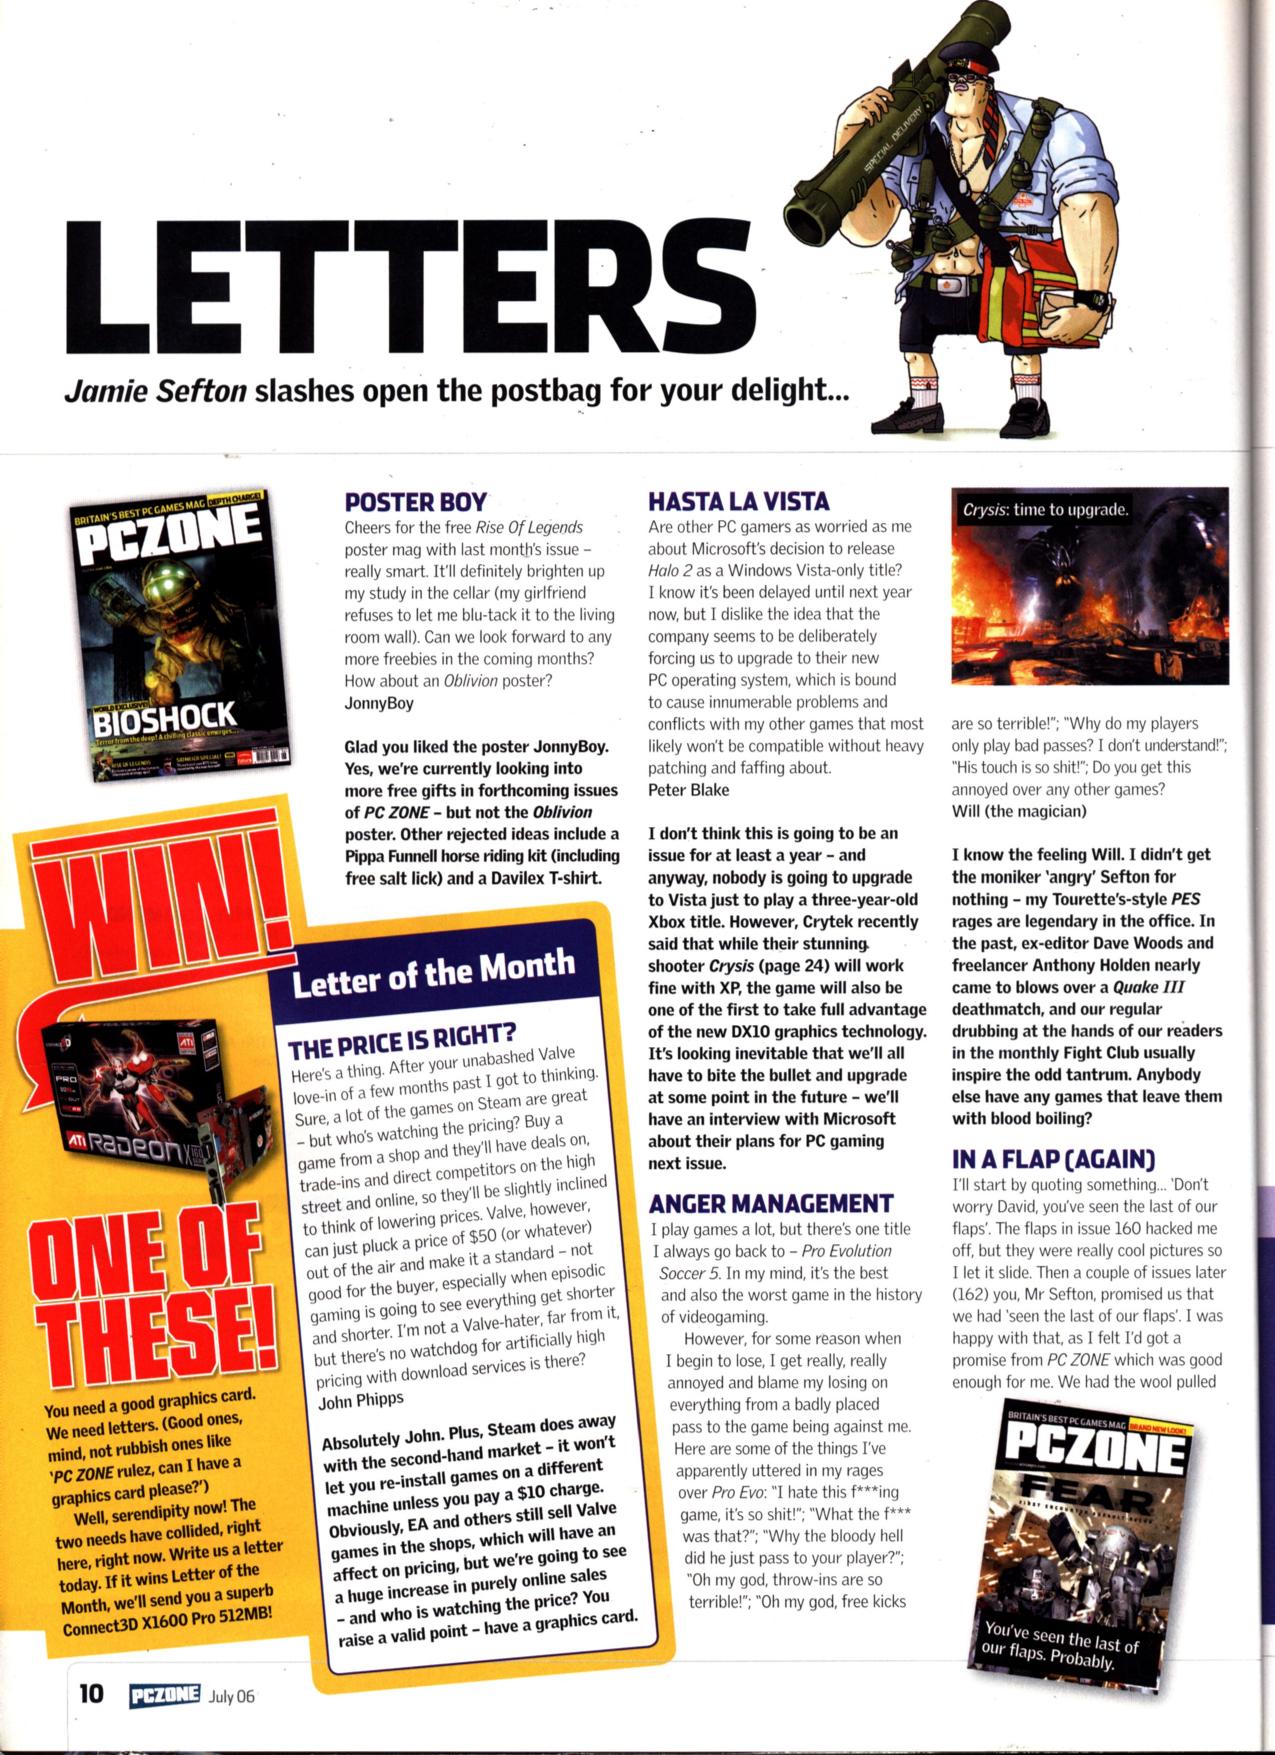 SPECIAL DELIVERY
LETTERS
Jamie Sefton slashes open the postbag for your delight...
BRITAIN'S BEST PC GAMES MAG DEPTH CHARGE!
PCZONE
WORLD EXCLUSIVE!
BIOSHOCK
Terror from the deep! A chilling classic emerges...
RISE OF LEGENDS
WIN!
ATI
PRO
ATI RADEON X160
ONE OF
THESE!
You need a good graphics card.
We need letters. (Good ones,
mind, not rubbish ones like
'PC ZONE rulez, can I have a
graphics card please?')
Well, serendipity now! The
two needs have collided, right
here, right now. Write us a letter
today. If it wins Letter of the
Month, we'll send you a superb
Connect3D X1600 Pro 512MB!
POSTER BOY
Cheers for the free Rise Of Legends
poster mag with last month's issue –
really smart. It'll definitely brighten up
my study in the cellar (my girlfriend
refuses to let me blu-tack it to the living
room wall). Can we look forward to any
more freebies in the coming months?
How about an Oblivion poster?
JonnyBoy
Glad you liked the poster JonnyBoy.
Yes, we're currently looking into
more free gifts in forthcoming issues
of PC ZONE – but not the Oblivion
poster. Other rejected ideas include a
Pippa Funnell horse riding kit (including
free salt lick) and a Davilex T-shirt.
Letter of the Month
THE PRICE IS RIGHT?
Here's a thing. After your unabashed Valve
love-in of a few months past I got to thinking.
Sure, a lot of the games on Steam are great
– but who's watching the pricing? Buy a
game from a shop and they'll have deals on,
trade-ins and direct competitors on the high
street and online, so they'll be slightly inclined
to think of lowering prices. Valve, however,
can just pluck a price of $50 (or whatever)
out of the air and make it a standard – not
good for the buyer, especially when episodic
gaming is going to see everything get shorter
and shorter. I'm not a Valve-hater, far from it,
but there's no watchdog for artificially high
pricing with download services is there?
John Phipps
Absolutely John. Plus, Steam does away
with the second-hand market – it won't
let you re-install games on a different
machine unless you pay a $10 charge.
Obviously, EA and others still sell Valve
games in the shops, which will have an
affect on pricing, but we're going to see
a huge increase in purely online sales
– and who is watching the price? You
raise a valid point – have a graphics card.
HASTA LA VISTA
Are other PC gamers as worried as me
about Microsoft's decision to release
Halo 2 as a Windows Vista-only title?
I know it's been delayed until next year
now, but I dislike the idea that the
company seems to be deliberately
forcing us to upgrade to their new
PC operating system, which is bound
to cause innumerable problems and
conflicts with my other games that most
likely won't be compatible without heavy
patching and faffing about.
Peter Blake
I don't think this is going to be an
issue for at least a year – and
anyway, nobody is going to upgrade
to Vista just to play a three-year-old
Xbox title. However, Crytek recently
said that while their stunning
shooter Crysis (page 24) will work
fine with XP, the game will also be
one of the first to take full advantage
of the new DX10 graphics technology.
It's looking inevitable that we'll all
have to bite the bullet and upgrade
at some point in the future – we'll
have an interview with Microsoft
about their plans for PC gaming
next issue.
ANGER MANAGEMENT
I play games a lot, but there's one title
I always go back to – Pro Evolution
Soccer 5. In my mind, it's the best
and also the worst game in the history
of videogaming.
However, for some reason when
I begin to lose, I get really, really
annoyed and blame my losing on
everything from a badly placed
pass to the game being against me.
Here are some of the things I've
apparently uttered in my rages
over Pro Evo: "I hate this f***ing
game, it's so shit!"; "What the f***
was that?"; "Why the bloody hell
did he just pass to your player?";
"Oh my god, throw-ins are so
terrible!"; "Oh my god, free kicks
Crysis: time to upgrade.
are so terrible!"; "Why do my players
only play bad passes? I don't understand!";
"His touch is so shit!"; Do you get this
annoyed over any other games?
Will (the magician)
I know the feeling Will. I didn't get
the moniker 'angry' Sefton for
nothing – my Tourette's-style PES
rages are legendary in the office. In
the past, ex-editor Dave Woods and
freelancer Anthony Holden nearly
came to blows over a Quake III
deathmatch, and our regular
drubbing at the hands of our readers
in the monthly Fight Club usually
inspire the odd tantrum. Anybody
else have any games that leave them
with blood boiling?
IN A FLAP (AGAIN)
I'll start by quoting something... 'Don't
worry David, you've seen the last of our
flaps'. The flaps in issue 160 hacked me
off, but they were really cool pictures so
I let it slide. Then a couple of issues later
(162) you, Mr Sefton, promised us that
we had 'seen the last of our flaps'. I was
happy with that, as I felt I'd got a
promise from PC ZONE which was good
enough for me. We had the wool pulled
BRITAIN'S BEST PC GAMES MAG BRAND NEW LOOK!
PCZONE
FEAR
You've seen the last of
our flaps. Probably.
10 PCZONE July 06